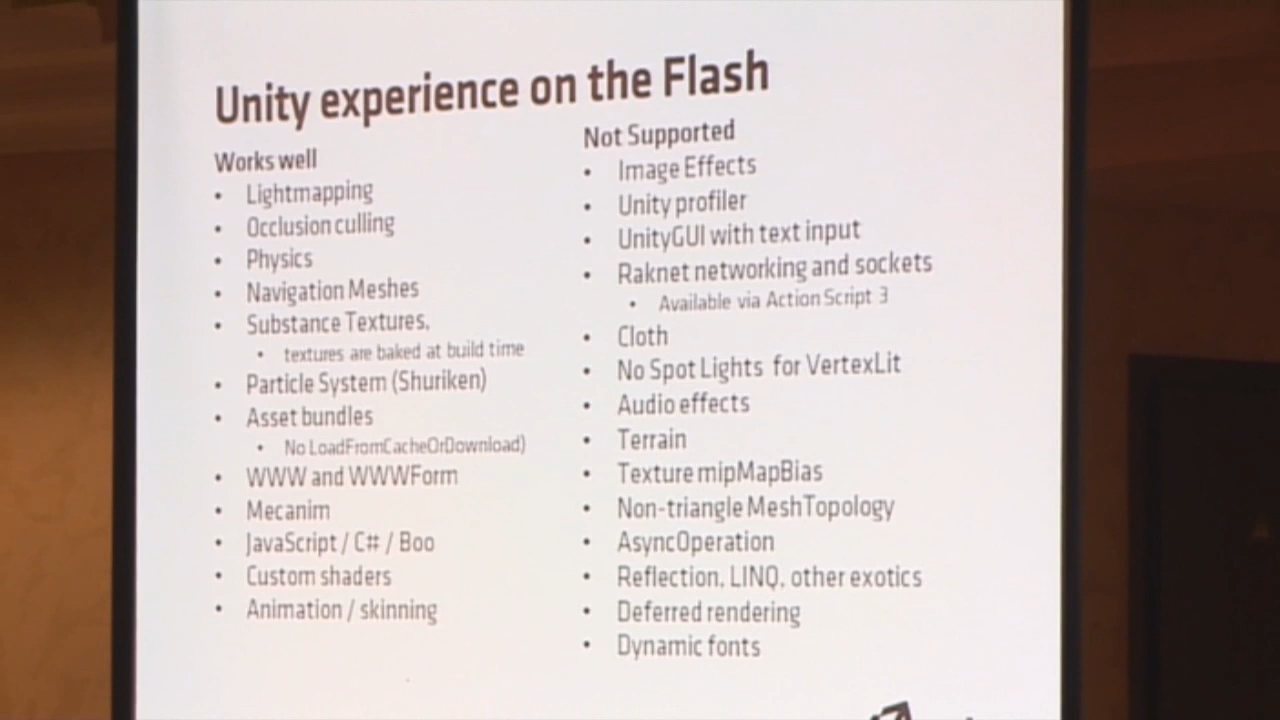 Unity experience on the Flash
Works well
• Lightmapping
• Occlusion culling
• Physics
• Navigation Meshes
• Substance Textures.
• textures are baked at build time
• Particle System (Shuriken)
• Asset bundles
• No LoadFromCacheOrDownload)
• WWW and WWWForm
• Mecanim
• JavaScript / C# / Boo
• Custom shaders
• Animation / skinning
Not Supported
• Image Effects
• Unity profiler
• UnityGUI with text input
• Raknet networking and sockets
• Available via Action Script 3
• Cloth
• No Spot Lights for VertexLit
• Audio effects
• Terrain
• Texture mipMapBias
• Non-triangle MeshTopology
• AsyncOperation
• Reflection, LINQ, other exotics
• Deferred rendering
• Dynamic fonts